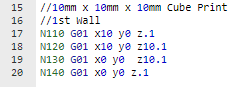 15 //10mm x 10mm x 10mm Cube Print
16 //1st Wall
17 N110 G01 x10 y0 z.1
18 N120 G01 x10 y0 z10.1
19 N130 G01 x0 y0  z10.1
20 N140 G01 x0 y0 z.1